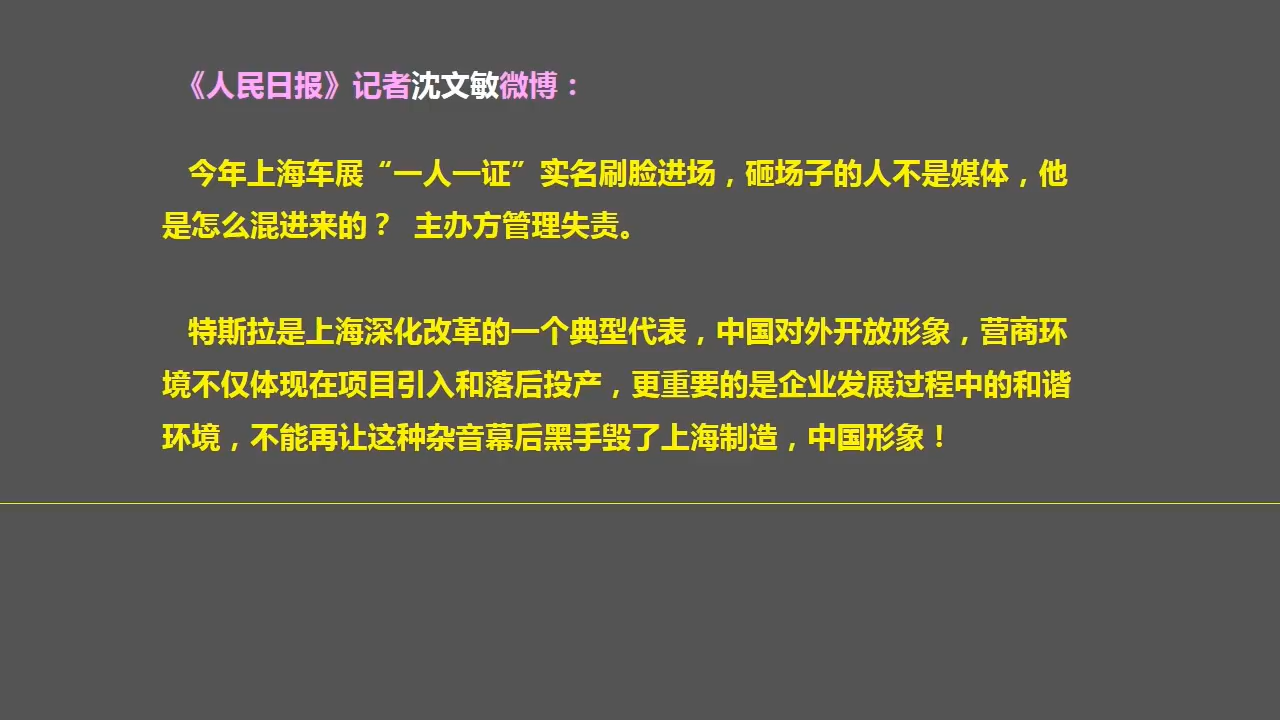 《人民日报》记者沈文敏微博：
今年上海车展“一人一证”实名刷脸进场，砸场子的人不是媒体，他
是怎么混进来的？ 主办方管理失责。
特斯拉是上海深化改革的一个典型代表，中国对外开放形象，营商环
境不仅体现在项目引入和落后投产，更重要的是企业发展过程中的和谐
环境，不能再让这种杂音幕后黑手毁了上海制造，中国形象！